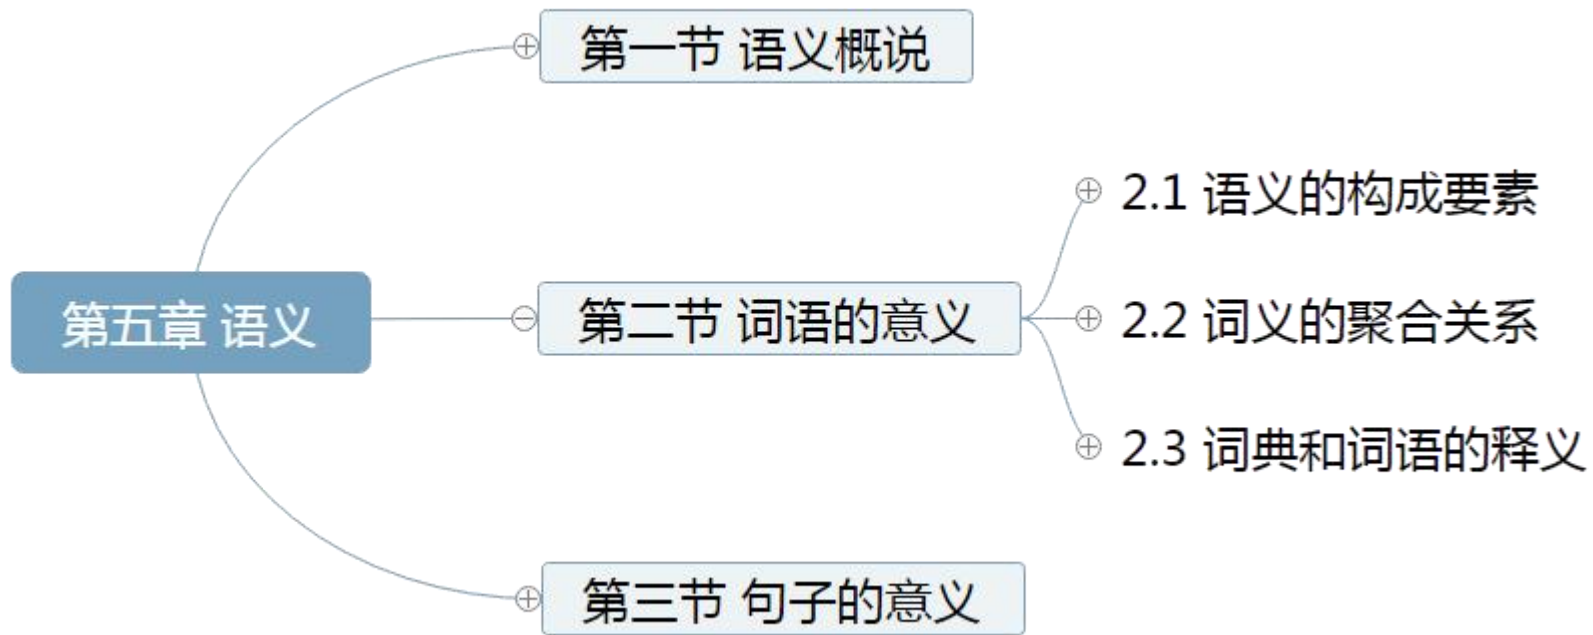 第一节 语义概说
2.1 语义的构成要素
第五章 语义
第二节 词语的意义
2.2 词义的聚合关系
2.3 词典和词语的释义
第三节 句子的意义